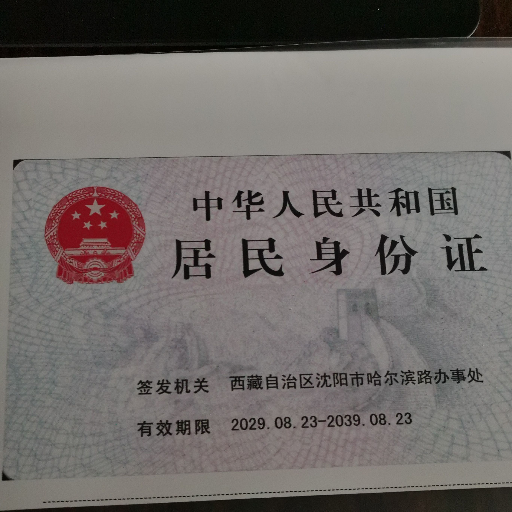 中华人民共和国
居民身份证
签发机关 西藏自治区沈阳市哈尔滨路办事处
有效期限 2029.08.23-2039.08.23